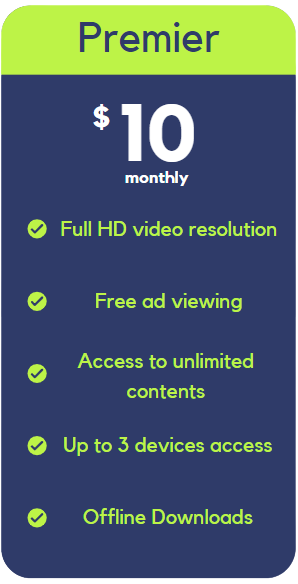 Premier
$ 10
monthly
Full HD video resolution
Free ad viewing
Access to unlimited
contents
Up to 3 devices access
Offline Downloads